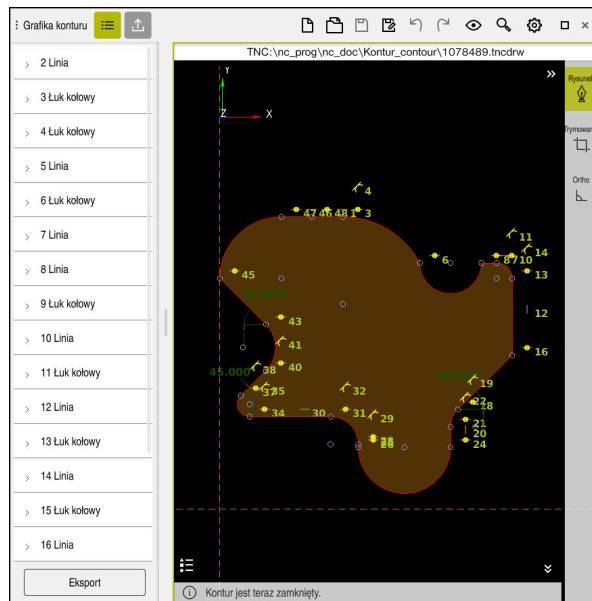 Grafika konturu
TNC:\nc_prog\nc_doc\Kontur_contour\1078489.tncdrw
2 Linia
3 Łuk kołowy
4 Łuk kołowy
5 Linia
6 Łuk kołowy
7 Linia
8 Linia
9 Łuk kołowy
10 Linia
11 Łuk kołowy
12 Linia
13 Łuk kołowy
14 Linia
15 Łuk kołowy
16 Linia
Eksport
Y
Z
X
4
47
46
48
1
3
11
6
8
7
10
14
45
13
43
12
41
16
40
45.000
38
19
37
35
32
22
18
34
30
31
29
21
20
24
Rysunek
Trymowa
Ortho
Kontur jest teraz zamknięty.